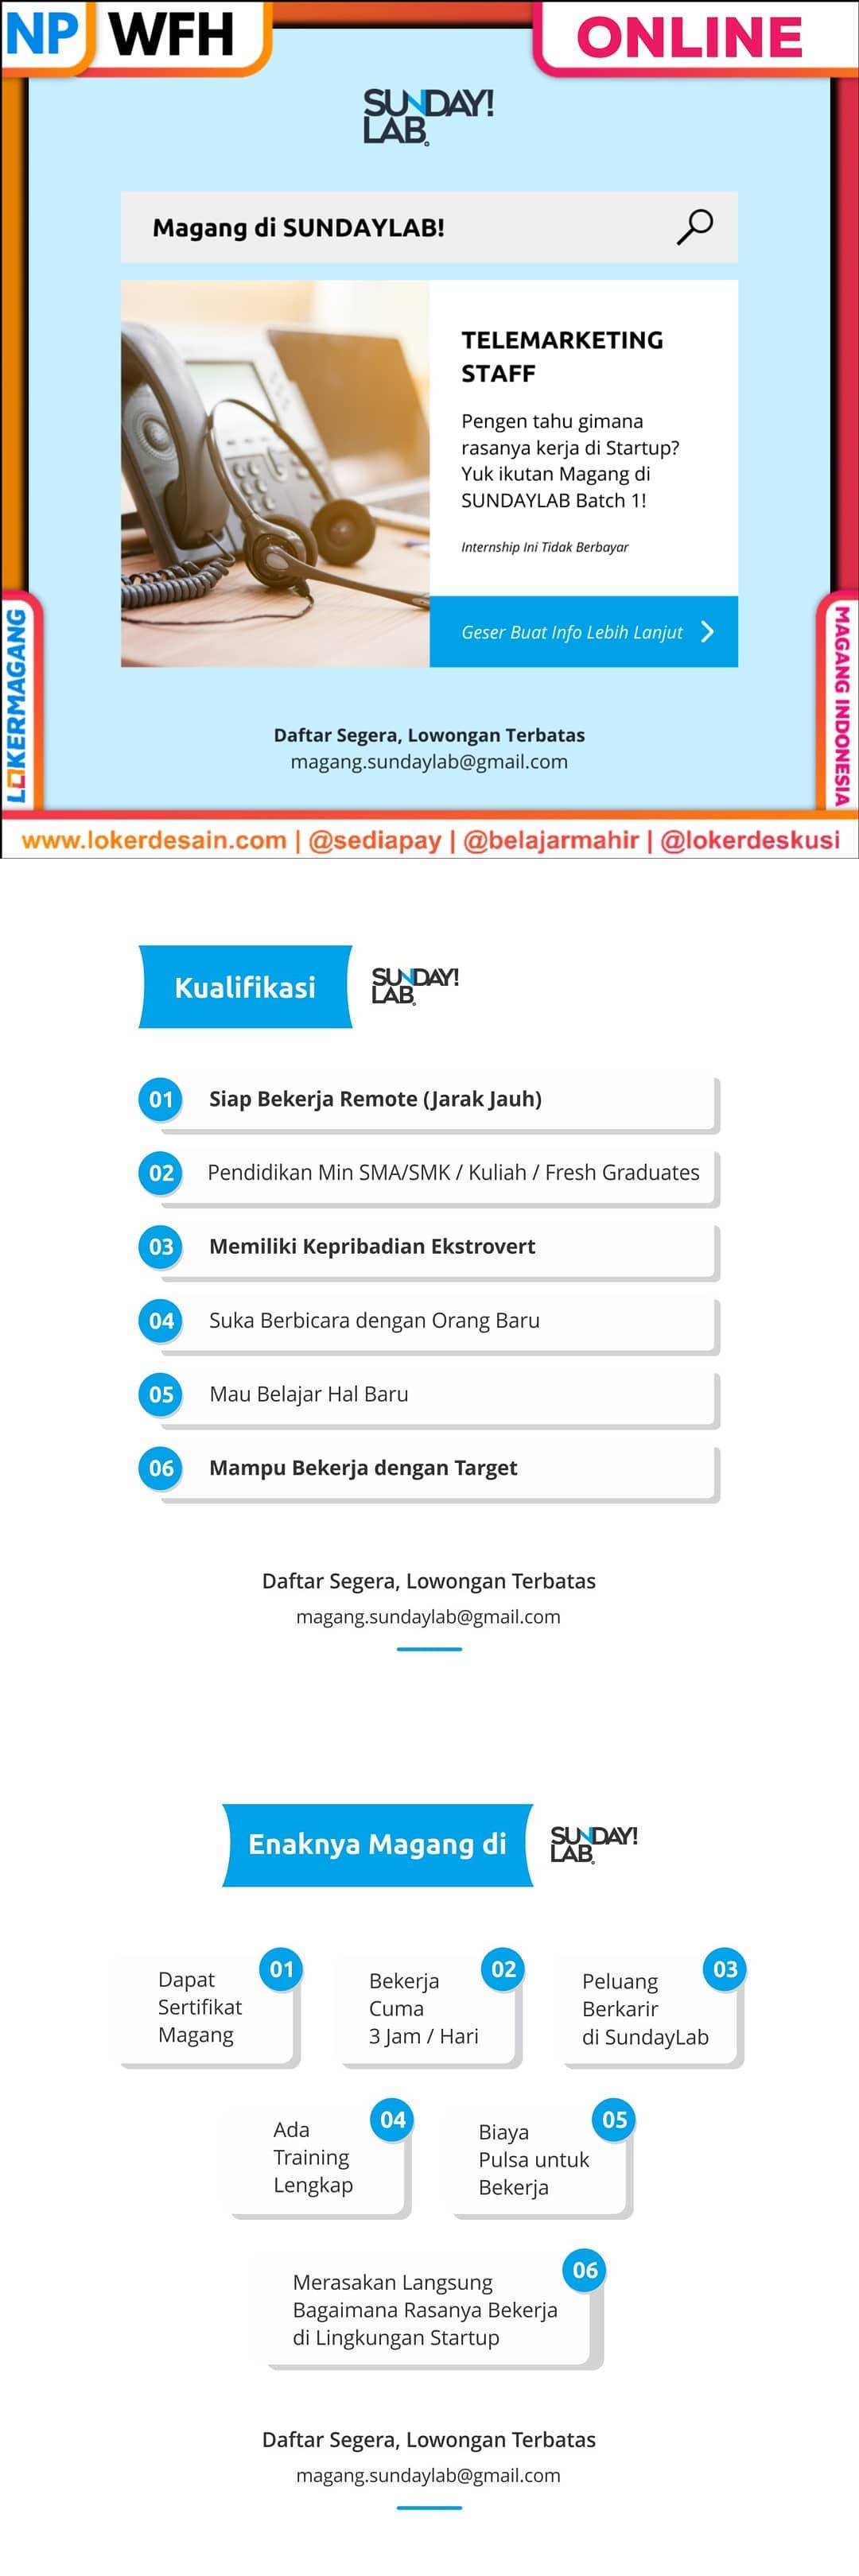 NP WFH ONLINE
SUNDAY!
LAB
Magang di SUNDAYLAB!
TELEMARKETING
STAFF
Pengen tahu gimana
rasanya kerja di Startup?
Yuk ikutan Magang di
SUNDAYLAB Batch 1!
Internship Ini Tidak Berbayar
Geser Buat Info Lebih Lanjut
LOKERMAGANG
MAGANG INDONESIA
Daftar Segera, Lowongan Terbatas
magang.sundaylab@gmail.com
www.lokerdesain.com | @sediapay | @belajarmahir | @lokerdeskusi
Kualifikasi
SUNDAY!
LAB
01 Siap Bekerja Remote (Jarak Jauh)
02 Pendidikan Min SMA/SMK / Kuliah / Fresh Graduates
03 Memiliki Kepribadian Ekstrovert
04 Suka Berbicara dengan Orang Baru
05 Mau Belajar Hal Baru
06 Mampu Bekerja dengan Target
Daftar Segera, Lowongan Terbatas
magang.sundaylab@gmail.com
Enaknya Magang di
SUNDAY!
LAB
01
Dapat
Sertifikat
Magang
02
Bekerja
Cuma
3 Jam / Hari
03
Peluang
Berkarir
di SundayLab
04
Ada
Training
Lengkap
05
Biaya
Pulsa untuk
Bekerja
06
Merasakan Langsung
Bagaimana Rasanya Bekerja
di Lingkungan Startup
Daftar Segera, Lowongan Terbatas
magang.sundaylab@gmail.com